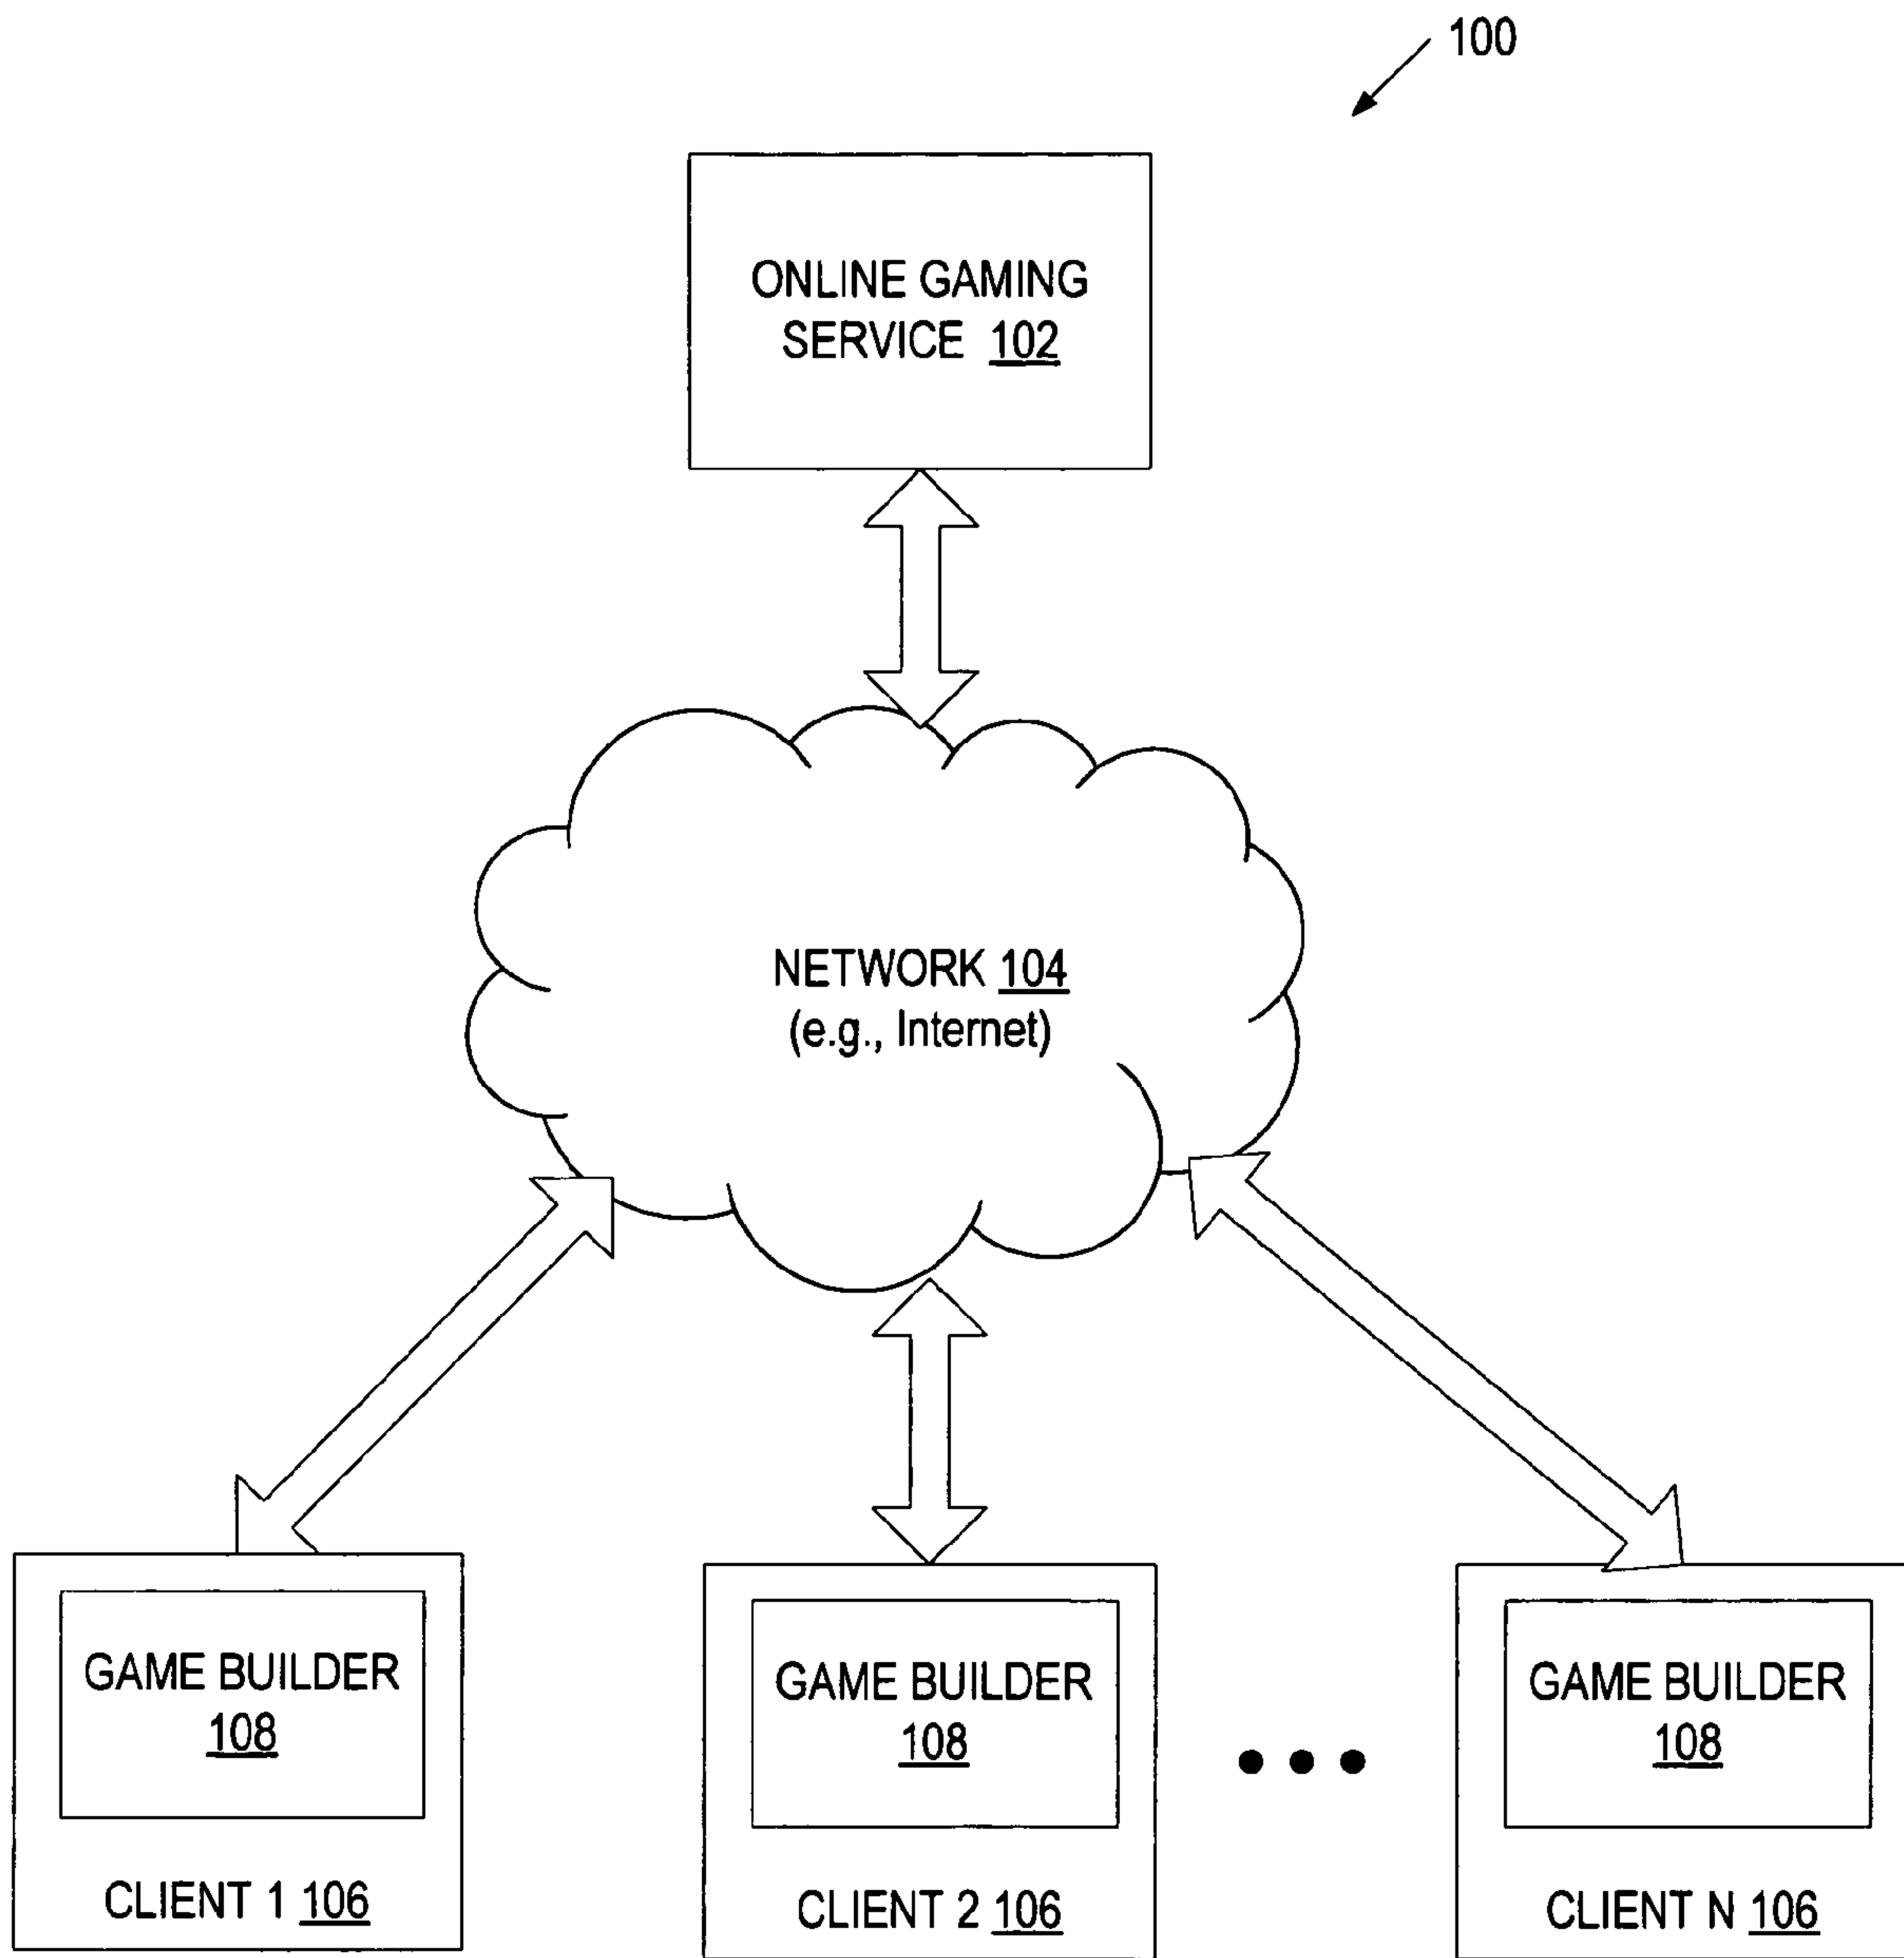 100
ONLINE GAMING
SERVICE 102
NETWORK 104
(e.g., Internet)
GAME BUILDER
108
CLIENT 1 106
GAME BUILDER
108
CLIENT 2 106
GAME BUILDER
108
CLIENT N 106